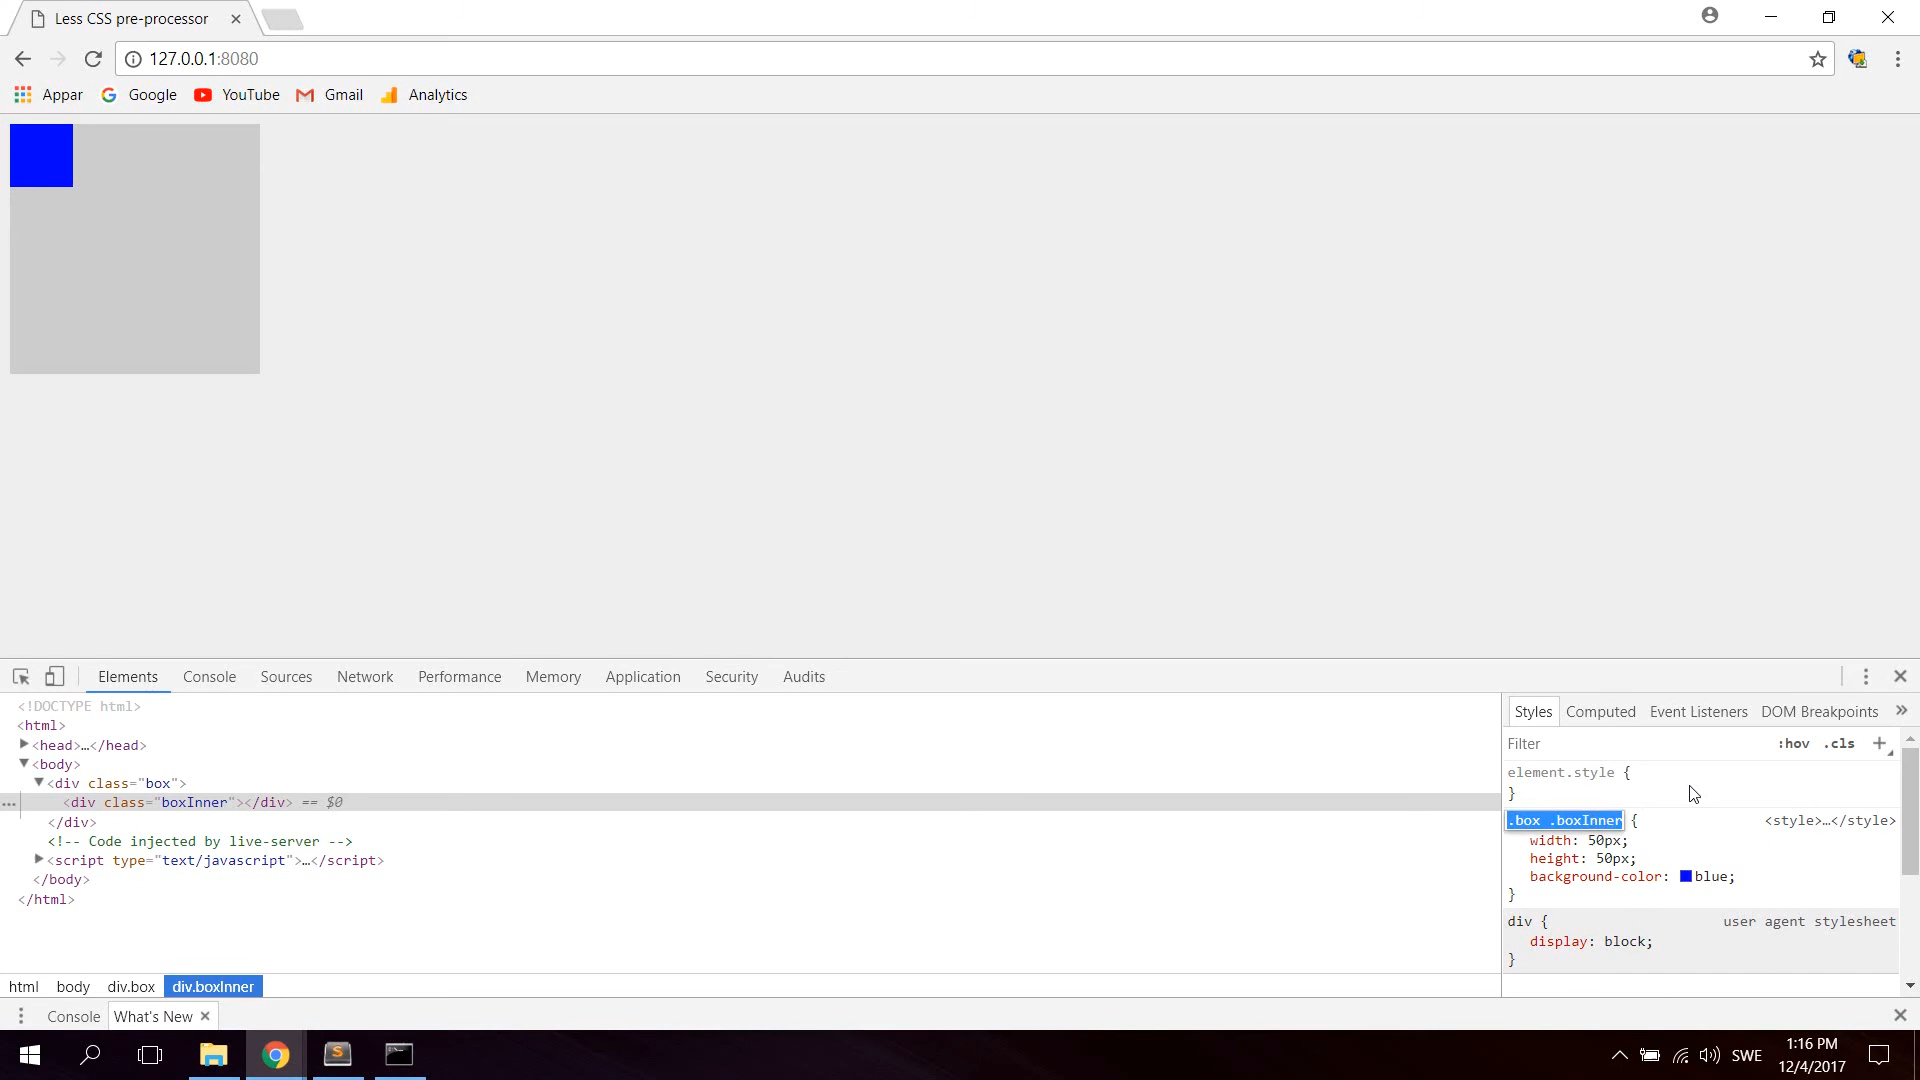 Less CSS pre-processor
127.0.0.1:8080
Appar Google YouTube Gmail Analytics
Elements Console Sources Network Performance Memory Application Security Audits
<!DOCTYPE html>
<html>
<head>…</head>
<body>
<div class="box">
<div class="boxInner"></div> == $0
</div>
<!-- Code injected by live-server -->
<script type="text/javascript">…</script>
</body>
</html>
html body div.box div.boxInner
Styles Computed Event Listeners DOM Breakpoints »
Filter :hov .cls +
element.style {
}
.box .boxInner { <style>…</style>
width: 50px;
height: 50px;
background-color: blue;
}
div { user agent stylesheet
display: block;
}
Console What's New
SWE
1:16 PM
12/4/2017